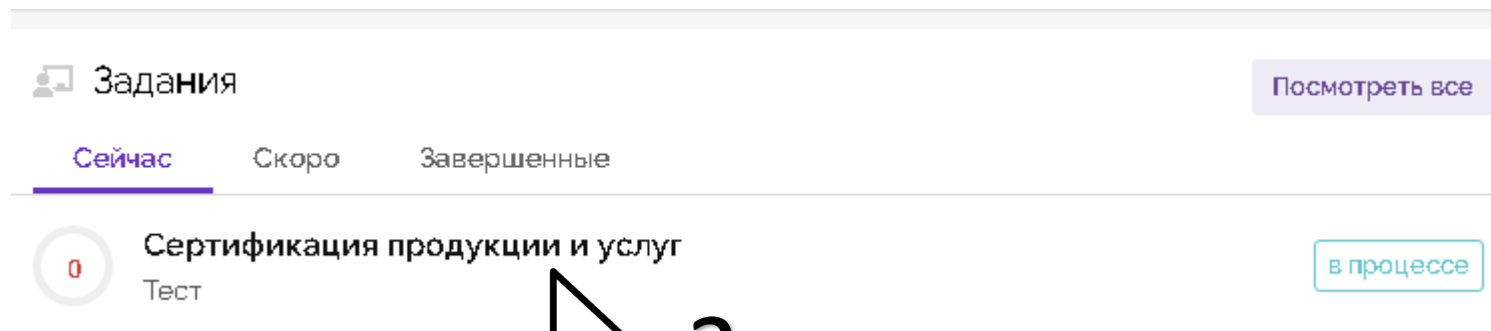 Задания
Посмотреть все
Сейчас Скоро Завершенные
0
Сертификация продукции и услуг
Тест
в процессе